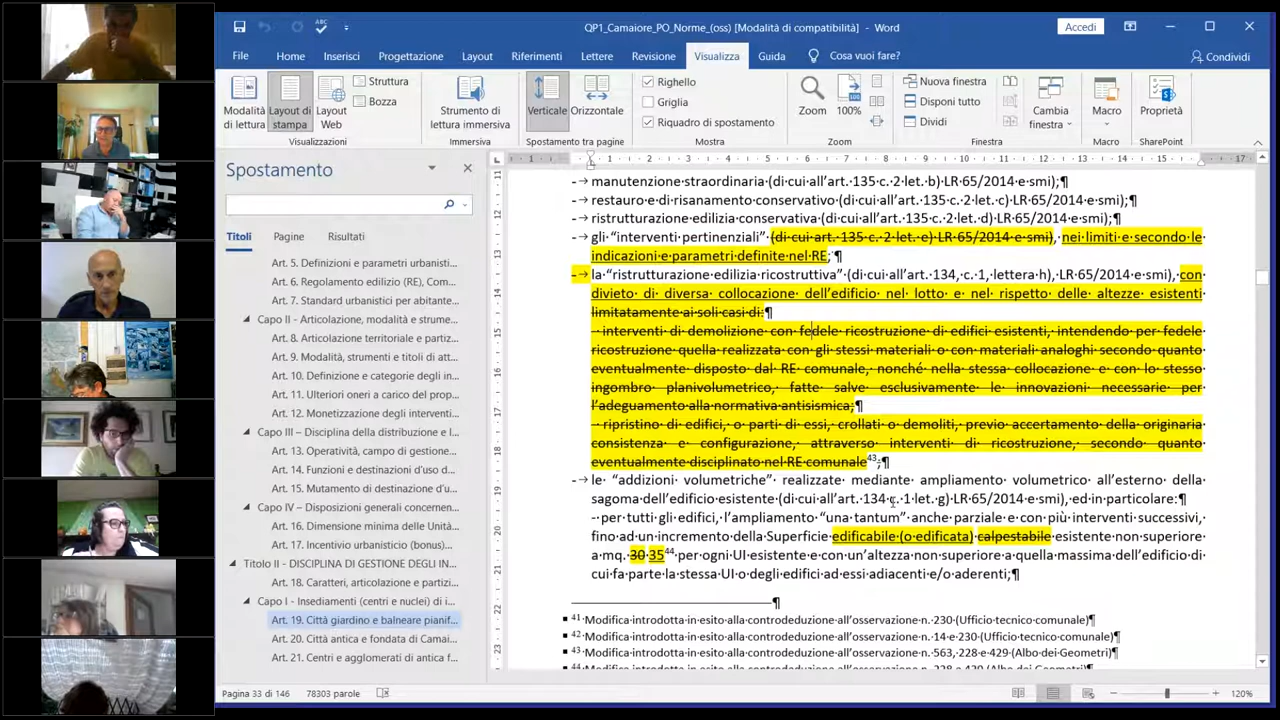 QP1_Camaiore_PO_Norme_(oss) [Modalità di compatibilità] - Word
Accedi
File Home Inserisci Progettazione Layout Riferimenti Lettere Revisione Visualizza Guida Cosa vuoi fare? Condividi
Modalità di lettura
Layout di stampa
Layout Web
Struttura
Bozza
Visualizzazioni
Strumento di lettura immersiva
Immersiva
Verticale
Orizzontale
Spostamento tra pagine
Righello
Griglia
Riquadro di spostamento
Mostra
Zoom
100%
Zoom
Nuova finestra
Disponi tutto
Dividi
Cambia finestra
Finestra
Macro
Macro
Proprietà
SharePoint
Spostamento
Titoli Pagine Risultati
Art. 5. Definizioni e parametri urbanisti...
Art. 6. Regolamento edilizio (RE), Com...
Art. 7. Standard urbanistici per abitante...
Capo II - Articolazione, modalità e strume...
Art. 8. Articolazione territoriale e partiz...
Art. 9. Modalità, strumenti e titoli di att...
Art. 10. Definizione e categorie degli in...
Art. 11. Ulteriori oneri a carico del prop...
Art. 12. Monetizzazione degli interventi...
Capo III – Disciplina della distribuzione e l...
Art. 13. Operatività, campo di gestione...
Art. 14. Funzioni e destinazioni d'uso d...
Art. 15. Mutamento di destinazione d'...
Capo IV – Disposizioni generali concernen...
Art. 16. Dimensione minima delle Unità...
Art. 17. Incentivo urbanistico (bonus)...
Titolo II - DISCIPLINA DI GESTIONE DEGLI IN...
Art. 18. Caratteri, articolazione e partizi...
Capo I - Insediamenti (centri e nuclei) di i...
Art. 19. Città giardino e balneare pianif...
Art. 20. Città antica e fondata di Camai...
Art. 21. Centri e agglomerati di antica f...
-→manutenzione·straordinaria·(di·cui·all'art.·135·c.·2·let.·b)·LR·65/2014·e·smi);¶
-→restauro·e·di·risanamento·conservativo·(di·cui·all'art.·135·c.·2·let.·c)·LR·65/2014·e·smi);¶
-→ristrutturazione·edilizia·conservativa·(di·cui·all'art.·135·c.·2·let.·d)·LR·65/2014·e·smi);¶
-→gli·“interventi·pertinenziali”·(di·cui·art.·135·c.·2·let.·e)·LR·65/2014·e·smi),·nei·limiti·e·secondo·le·
indicazioni·e·parametri·definite·nel·RE;·¶
-→la·“ristrutturazione·edilizia·ricostruttiva”·(di·cui·all'art.·134,·c.·1,·lettera·h),·LR·65/2014·e·smi),·con·
divieto·di·diversa·collocazione·dell'edificio·nel·lotto·e·nel·rispetto·delle·altezze·esistenti·
limitatamente·ai·soli·casi·di:¶
-·interventi·di·demolizione·con·fedele·ricostruzione·di·edifici·esistenti,·intendendo·per·fedele·
ricostruzione·quella·realizzata·con·gli·stessi·materiali·o·con·materiali·analoghi·secondo·quanto·
eventualmente·disposto·dal·RE·comunale,·nonché·nella·stessa·collocazione·e·con·lo·stesso·
ingombro·planivolumetrico,·fatte·salve·esclusivamente·le·innovazioni·necessarie·per·
l'adeguamento·alla·normativa·antisismica;¶
-·ripristino·di·edifici,·o·parti·di·essi,·crollati·o·demoliti,·previo·accertamento·della·originaria·
consistenza·e·configurazione,·attraverso·interventi·di·ricostruzione,·secondo·quanto·
eventualmente·disciplinato·nel·RE·comunale43;¶
-→le·“addizioni·volumetriche”·realizzate·mediante·ampliamento·volumetrico·all'esterno·della·
sagoma·dell'edificio·esistente·(di·cui·all'art.·134·c.·1·let.·g)·LR·65/2014·e·smi),·ed·in·particolare:¶
-·per·tutti·gli·edifici,·l'ampliamento·“una·tantum”·anche·parziale·e·con·più·interventi·successivi,·
fino·ad·un·incremento·della·Superficie·edificabile·(o·edificata)·calpestabile·esistente·non·superiore·
a·mq.·30·3544·per·ogni·UI·esistente·e·con·un'altezza·non·superiore·a·quella·massima·dell'edificio·di·
cui·fa·parte·la·stessa·UI·o·degli·edifici·ad·essi·adiacenti·e/o·aderenti;¶
¶
41·Modifica·introdotta·in·esito·alla·controdeduzione·all'osservazione·n.·230·(Ufficio·tecnico·comunale)¶
42·Modifica·introdotta·in·esito·alla·controdeduzione·all'osservazione·n.·14·e·230·(Ufficio·tecnico·comunale)¶
43·Modifica·introdotta·in·esito·alla·controdeduzione·all'osservazione·n.·563,·228·e·429·(Albo·dei·Geometri)¶
Pagina 33 di 146 78303 parole 120%